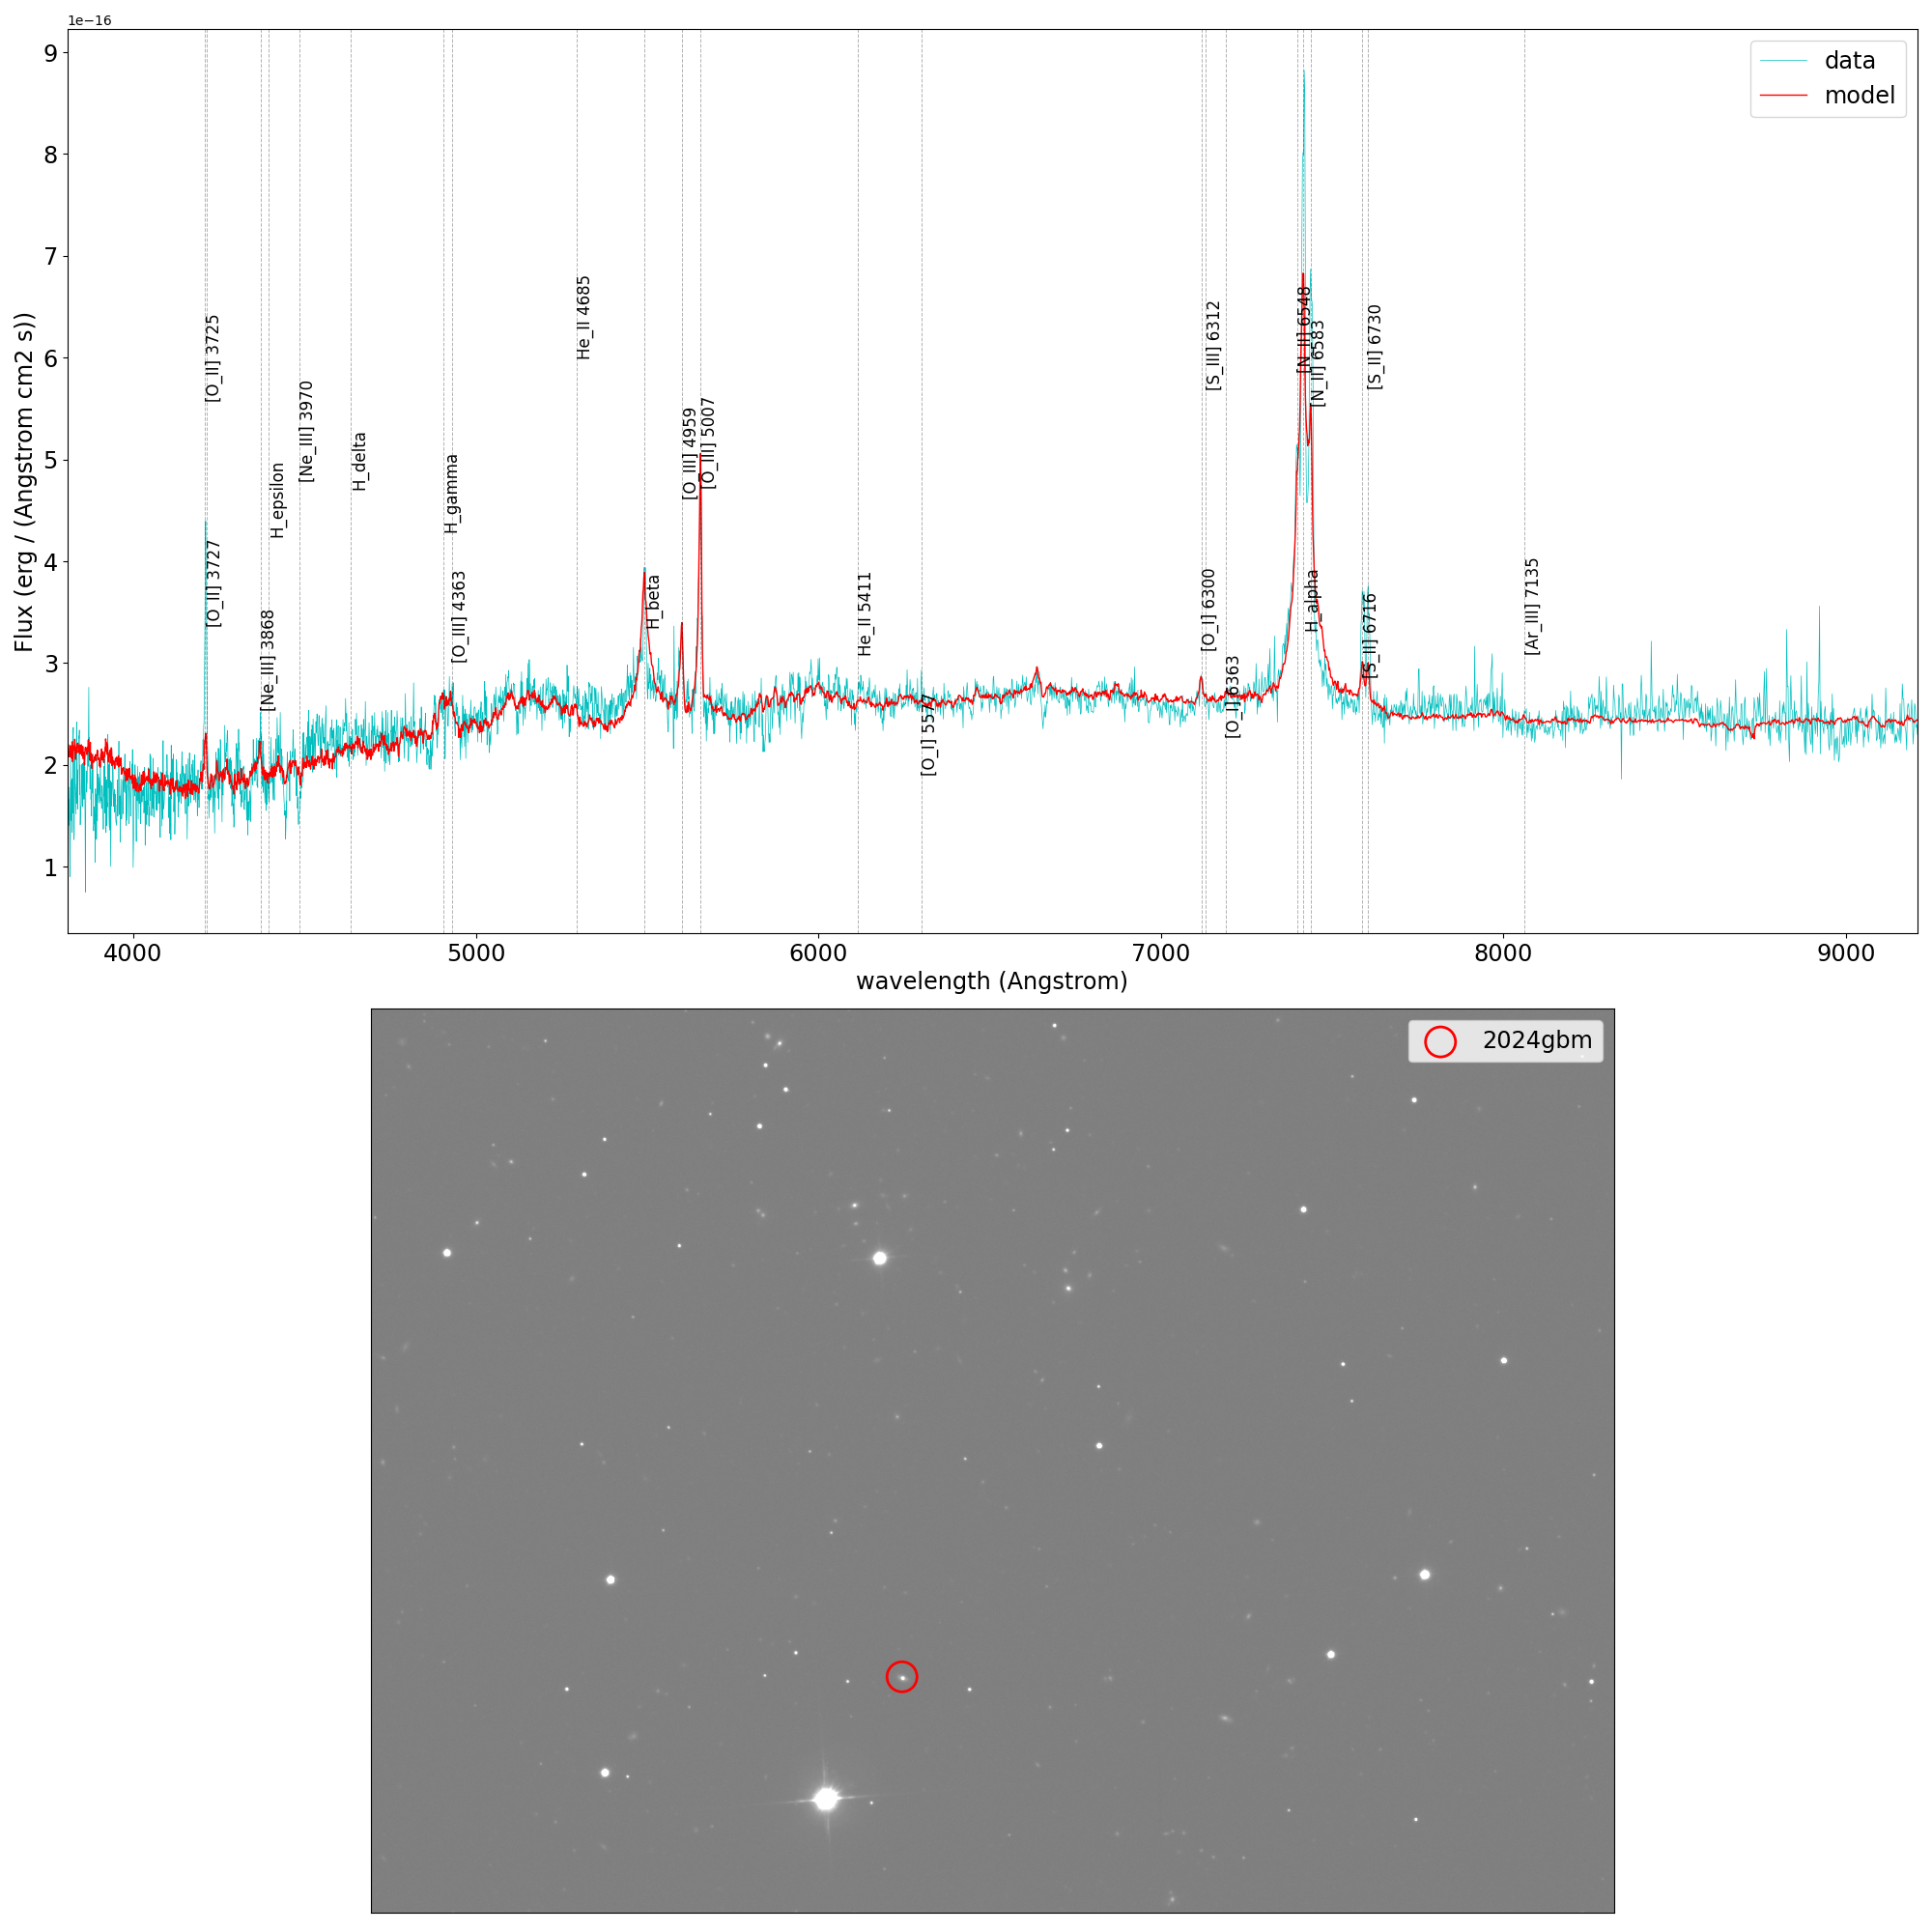 1e−16
9
8
7
6
5
4
3
2
1
Flux (erg / (Angstrom cm2 s))
data
model
[O_II] 3725
[O_II] 3727
[Ne_III] 3868
H_epsilon
[Ne_III] 3970
H_delta
H_gamma
[O_III] 4363
He_II 4685
H_beta
[O_III] 4959
[O_III] 5007
He_II 5411
[O_I] 5577
[O_I] 6300
[S_III] 6312
[O_I] 6363
[N_II] 6548
H_alpha
[N_II] 6583
[S_II] 6716
[S_II] 6730
[Ar_III] 7135
4000 5000 6000 7000 8000 9000
wavelength (Angstrom)
2024gbm